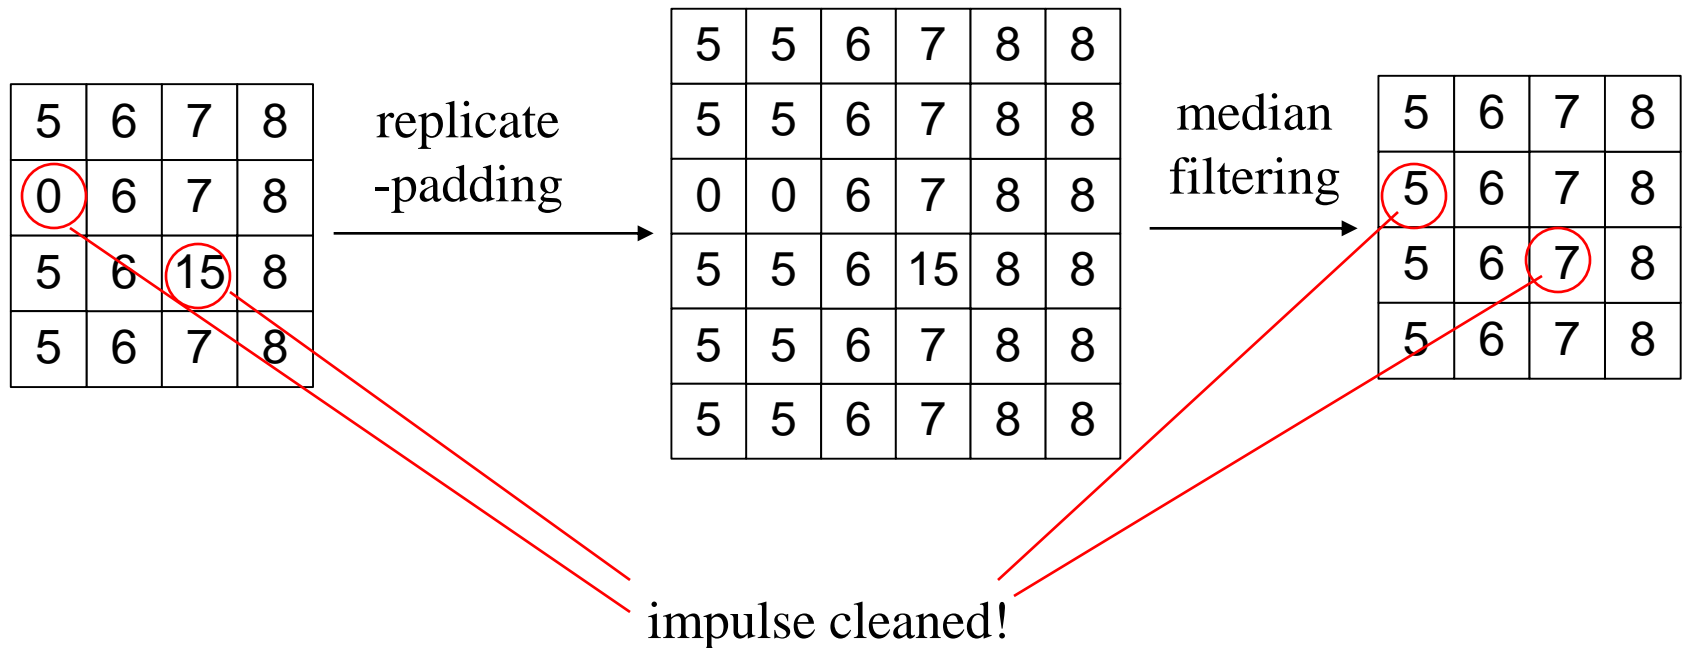 5 6 7 8
0 6 7 8
5 6 15 8
5 6 7 8
replicate
-padding
5 5 6 7 8 8
5 5 6 7 8 8
0 0 6 7 8 8
5 5 6 15 8 8
5 5 6 7 8 8
5 5 6 7 8 8
median
filtering
5 6 7 8
5 6 7 8
5 6 7 8
5 6 7 8
impulse cleaned!